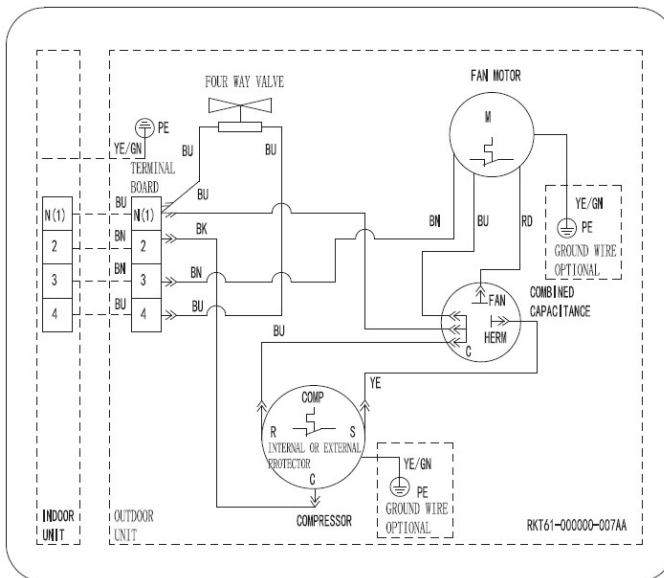 FOUR WAY VALVE
FAN MOTOR
M
PE
YE/GN
TERMINAL
BOARD
BU
BU
BU
BU
N(1)
N(1)
BN
2
2
BK
BN
3
3
BN
BU
4
4
BU
BN
BU
RD
YE/GN
PE
GROUND WIRE
OPTIONAL
FAN
HERM
C
COMBINED
CAPACITANCE
BU
YE
COMP
R
S
INTERNAL OR EXTERNAL
PROTECTOR
C
COMPRESSOR
YE/GN
PE
GROUND WIRE
OPTIONAL
INDOOR
UNIT
OUTDOOR
UNIT
RKT61-000000-007AA